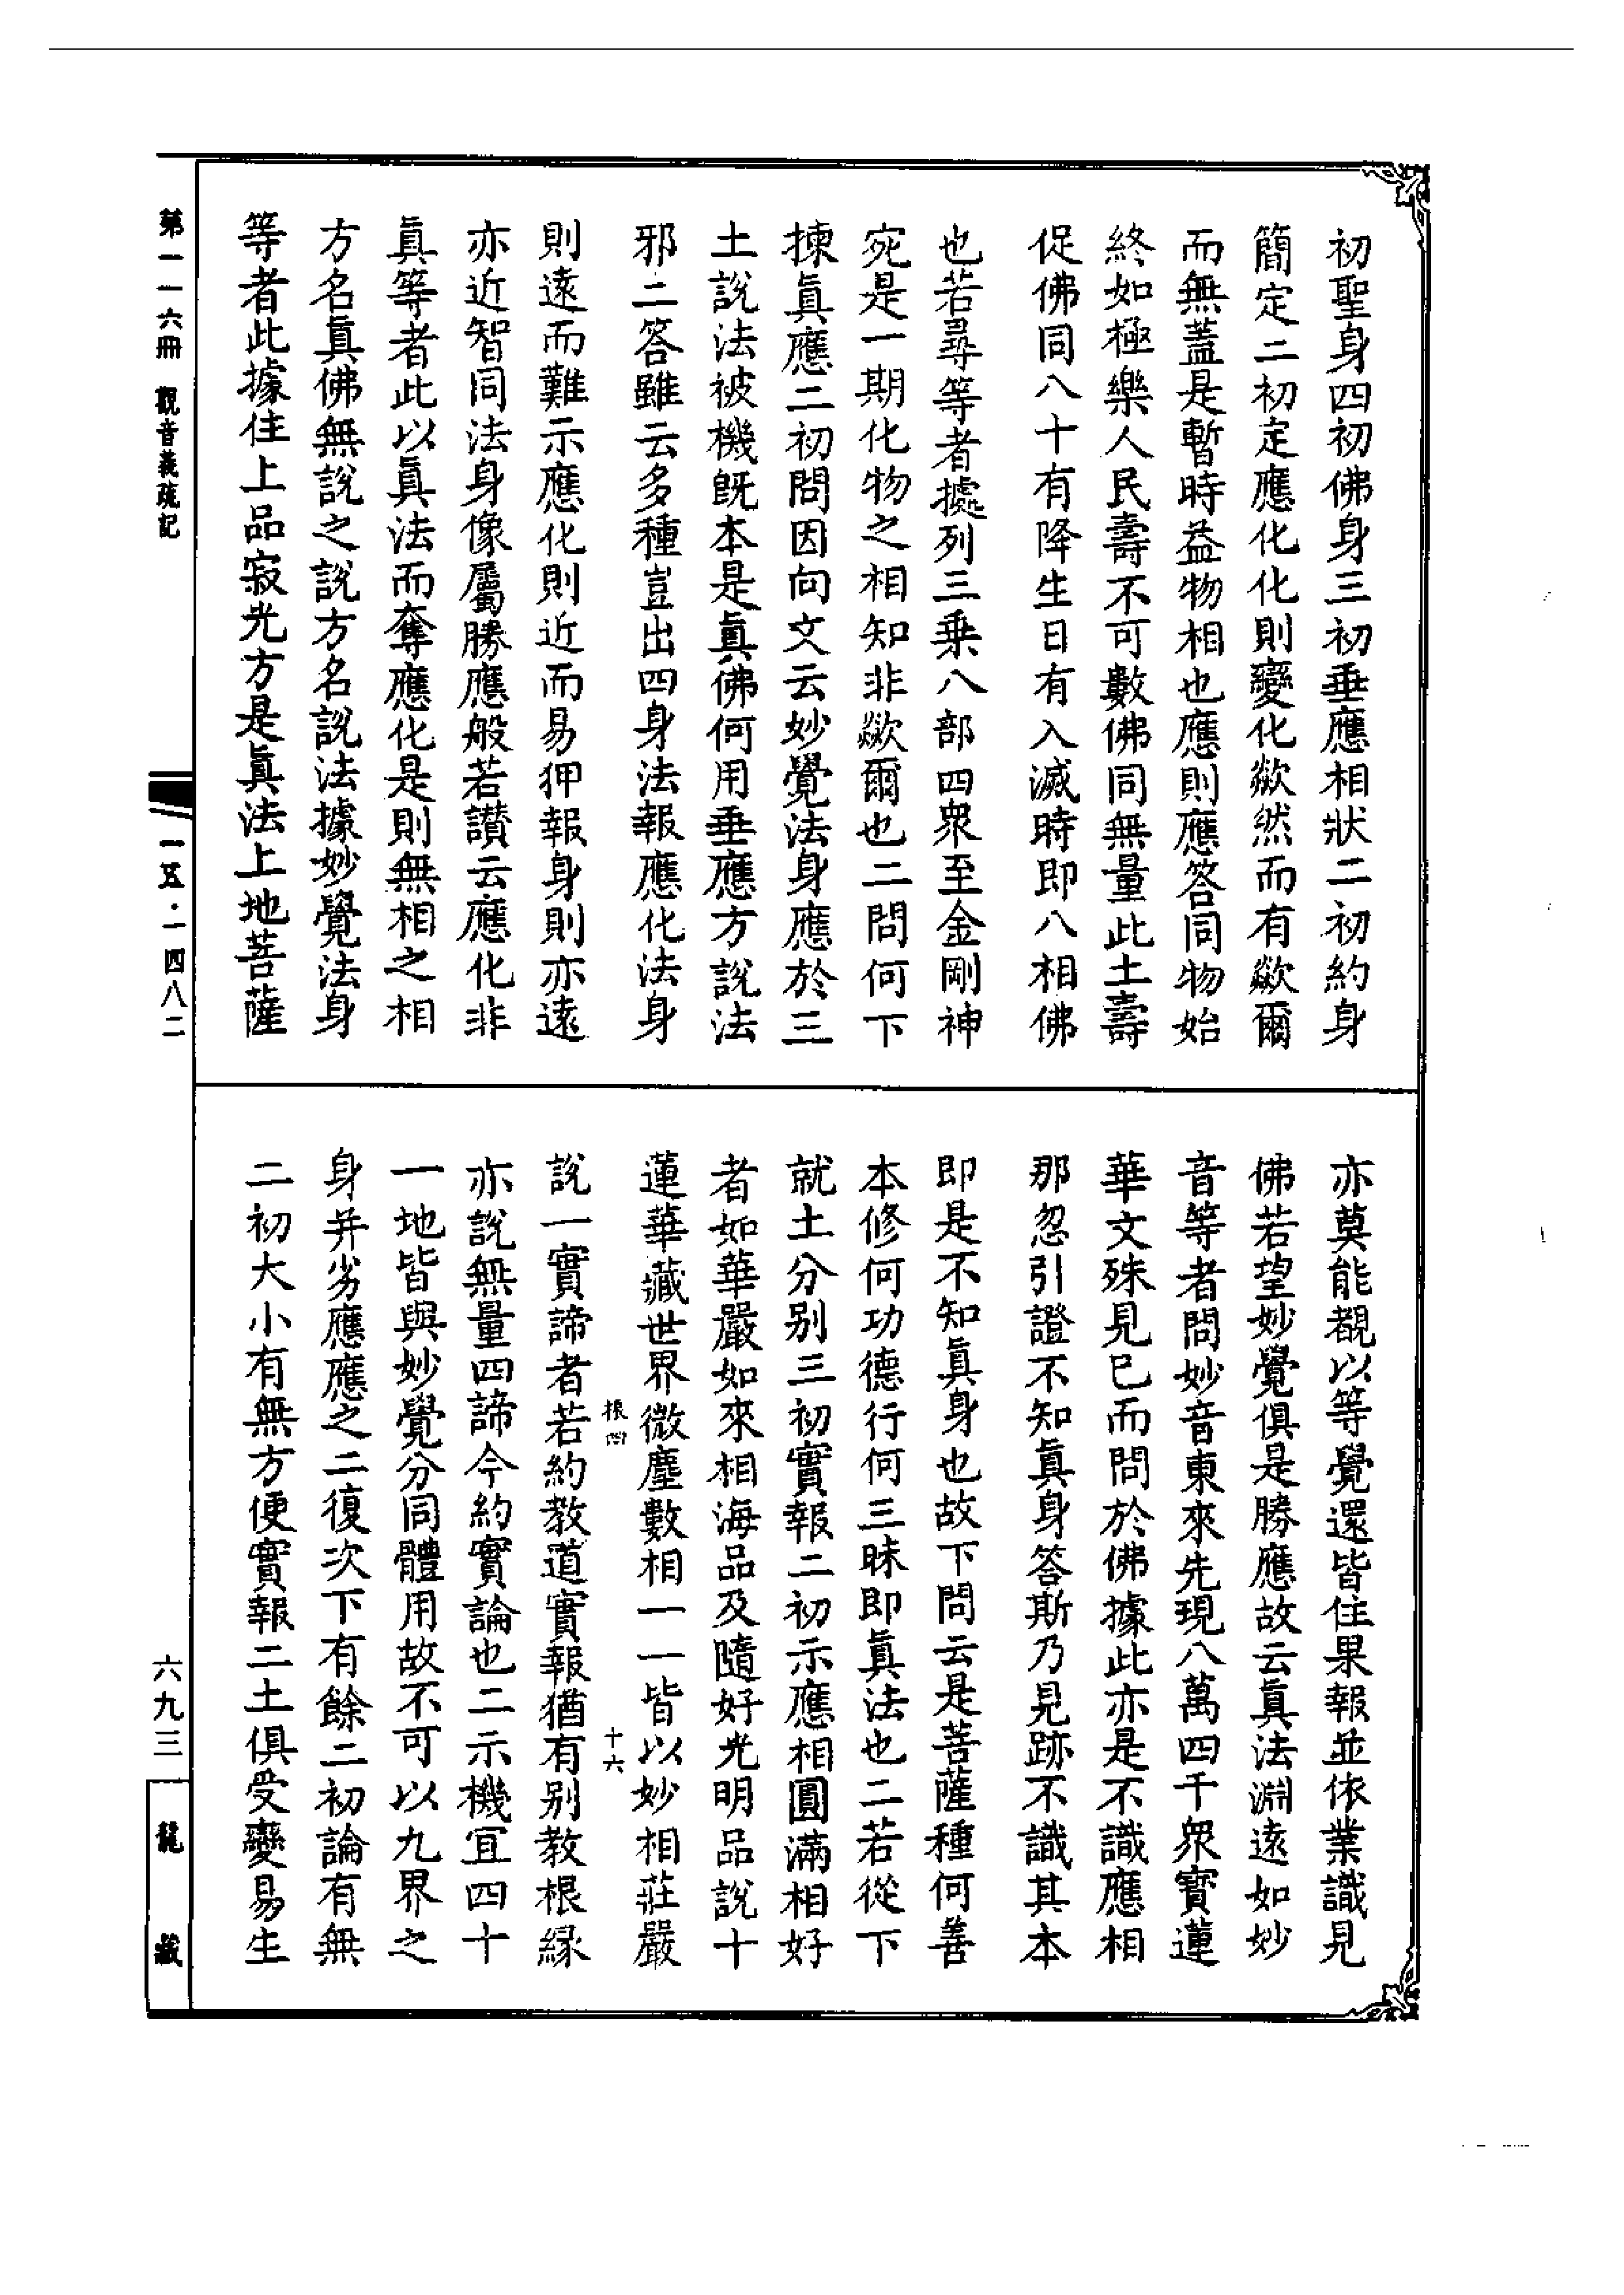 初聖身四初佛身三初垂應相狀二初約身
簡定二初定應化化則變化歘然而有歘爾
而無蓋是暫時益物相也應則應答同物始
終如極樂人民壽不可數佛同無量此土壽
促佛同八十有降生日有入滅時即八相佛
也若尋等者處列三乗八部四衆至金剛神
宛是一期化物之相知非歘爾也二問何下
揀眞應二初問因向文云妙覺法身應於三
土說法被機旣本是眞佛何用垂應方說法
邪二答雖云多種豈出四身法報應化法身
則遠而難示應化則近而易狎報身則亦遠
亦近智同法身像屬勝應般若讃云應化非
眞等者此以眞法而奪應化是則無相之相
方名眞佛無說之說方名說法據妙覺法身
等者此據住上品寂光方是眞法上地菩薩
亦莫能覩以等覺還皆住果報並依業識見
佛若望妙覺俱是勝應故云眞法淵遠如妙
音等者問妙音東來先現八萬四千衆寳蓮
華文殊見已而問於佛據此亦是不識應相
那忽引證不知眞身答斯乃見跡不識其本
即是不知眞身也故下問云是菩薩種何善
本修何功德行何三昧即眞法也二若從下
就土分别三初實報二初示應相圓滿相好
者如華嚴如來相海品及隨好光明品說十
蓮華藏世界微塵數相一一皆以妙相莊嚴
根四 十六
說一實諦者若約教道實報猶有别教根緣
亦說無量四諦今約實論也二示機宜四十
一地皆與妙覺分同體用故不可以九界之
身并劣應應之二復次下有餘二初論有無
二初大小有無方便實報二土俱受變易生
第一一六冊 觀音義疏記
一五·一四八二
六九三
龍藏